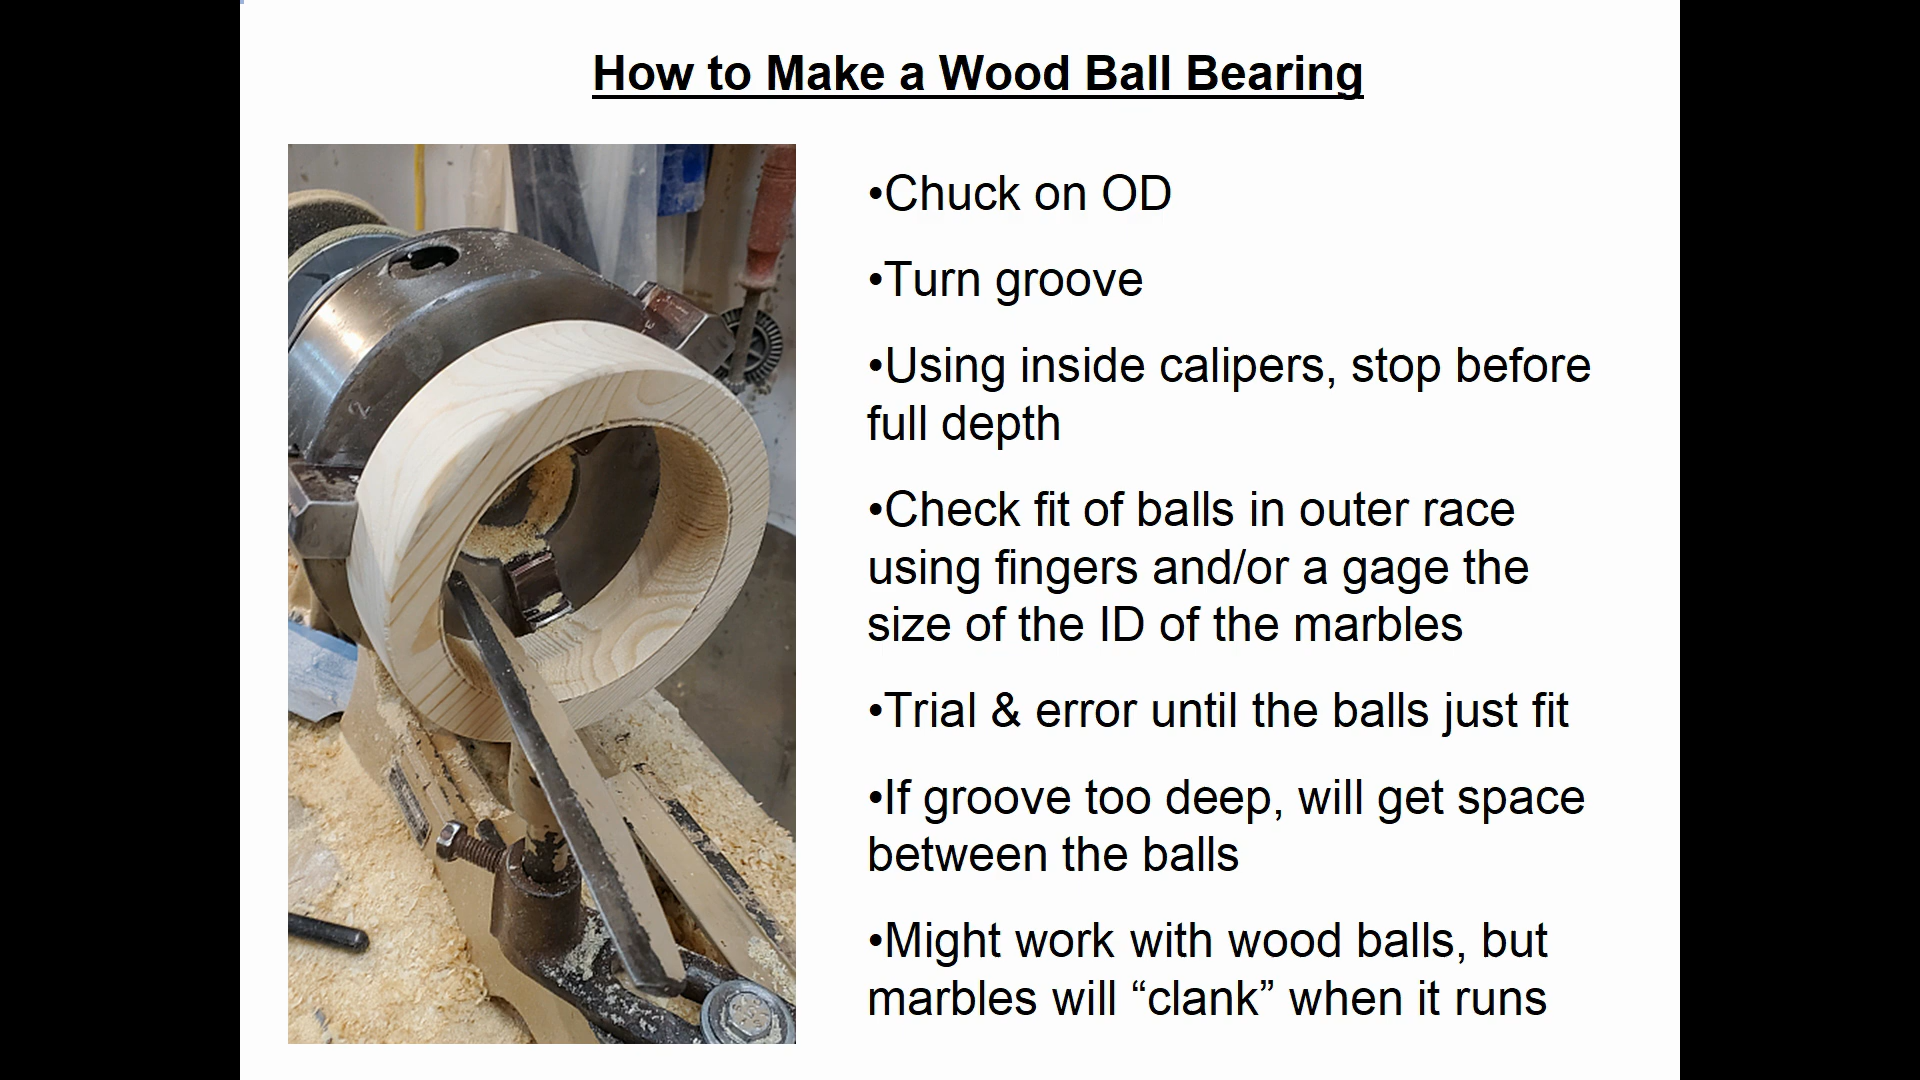 How to Make a Wood Ball Bearing
•Chuck on OD
•Turn groove
•Using inside calipers, stop before
full depth
•Check fit of balls in outer race
using fingers and/or a gage the
size of the ID of the marbles
•Trial & error until the balls just fit
•If groove too deep, will get space
between the balls
•Might work with wood balls, but
marbles will “clank” when it runs
2